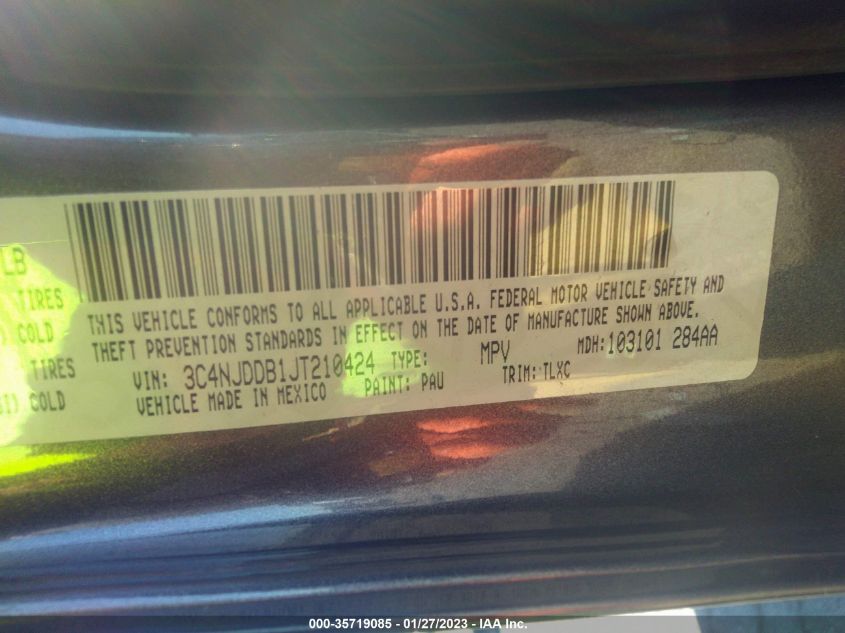 LB
TIRES
COLD
TIRES
COLD
THIS VEHICLE CONFORMS TO ALL APPLICABLE U.S.A. FEDERAL MOTOR VEHICLE SAFETY AND
THEFT PREVENTION STANDARDS IN EFFECT ON THE DATE OF MANUFACTURE SHOWN ABOVE.
VIN: 3C4NJDDB1JT210424 TYPE: MPV MDH:103101 284AA
VEHICLE MADE IN MEXICO PAINT: PAU TRIM: TLXC
000-35719085 - 01/27/2023 - IAA Inc.